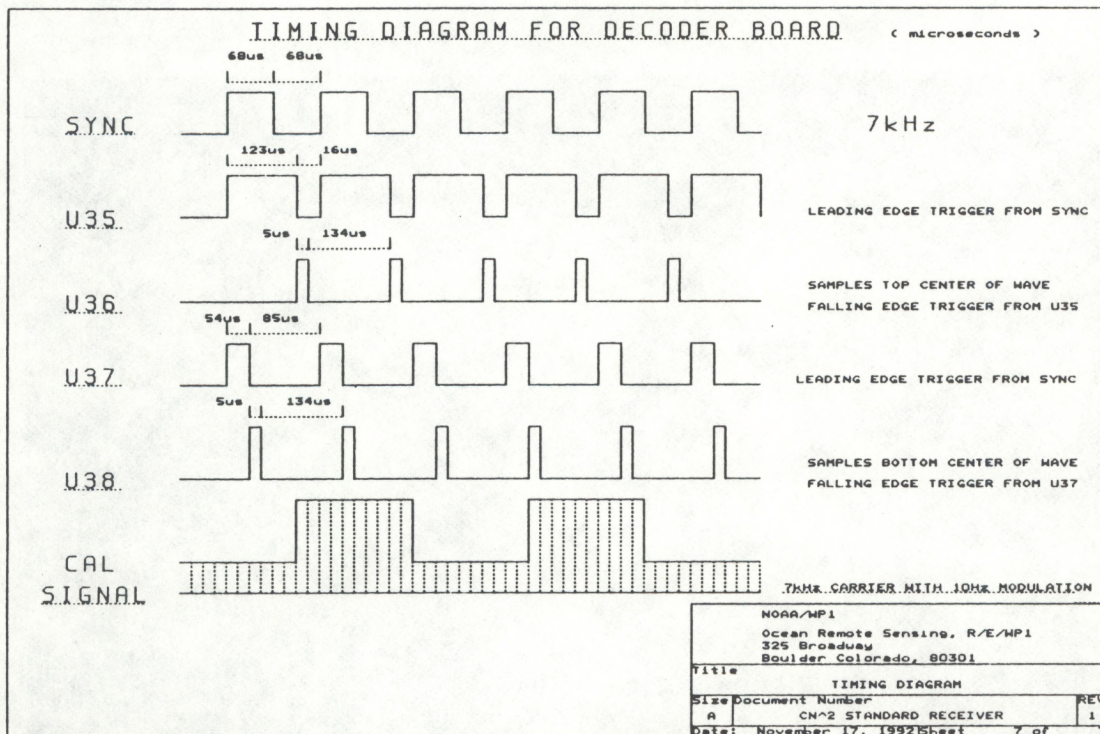 TIMING DIAGRAM FOR DECODER BOARD ( microseconds )
68us 68us
SYNC 7kHz
123us 16us
U35 LEADING EDGE TRIGGER FROM SYNC
5us 134us
U36 SAMPLES TOP CENTER OF WAVE
FALLING EDGE TRIGGER FROM U35
54us 85us
U37 LEADING EDGE TRIGGER FROM SYNC
5us 134us
U38 SAMPLES BOTTOM CENTER OF WAVE
FALLING EDGE TRIGGER FROM U37
CAL
SIGNAL
7kHz CARRIER WITH 10Hz MODULATION
NOAA/WP1
Ocean Remote Sensing, R/E/WP1
325 Broadway
Boulder Colorado, 80301
Title
TIMING DIAGRAM
Size Document Number REV
A CN^2 STANDARD RECEIVER 1
Date: November 17, 1992 Sheet 7 of